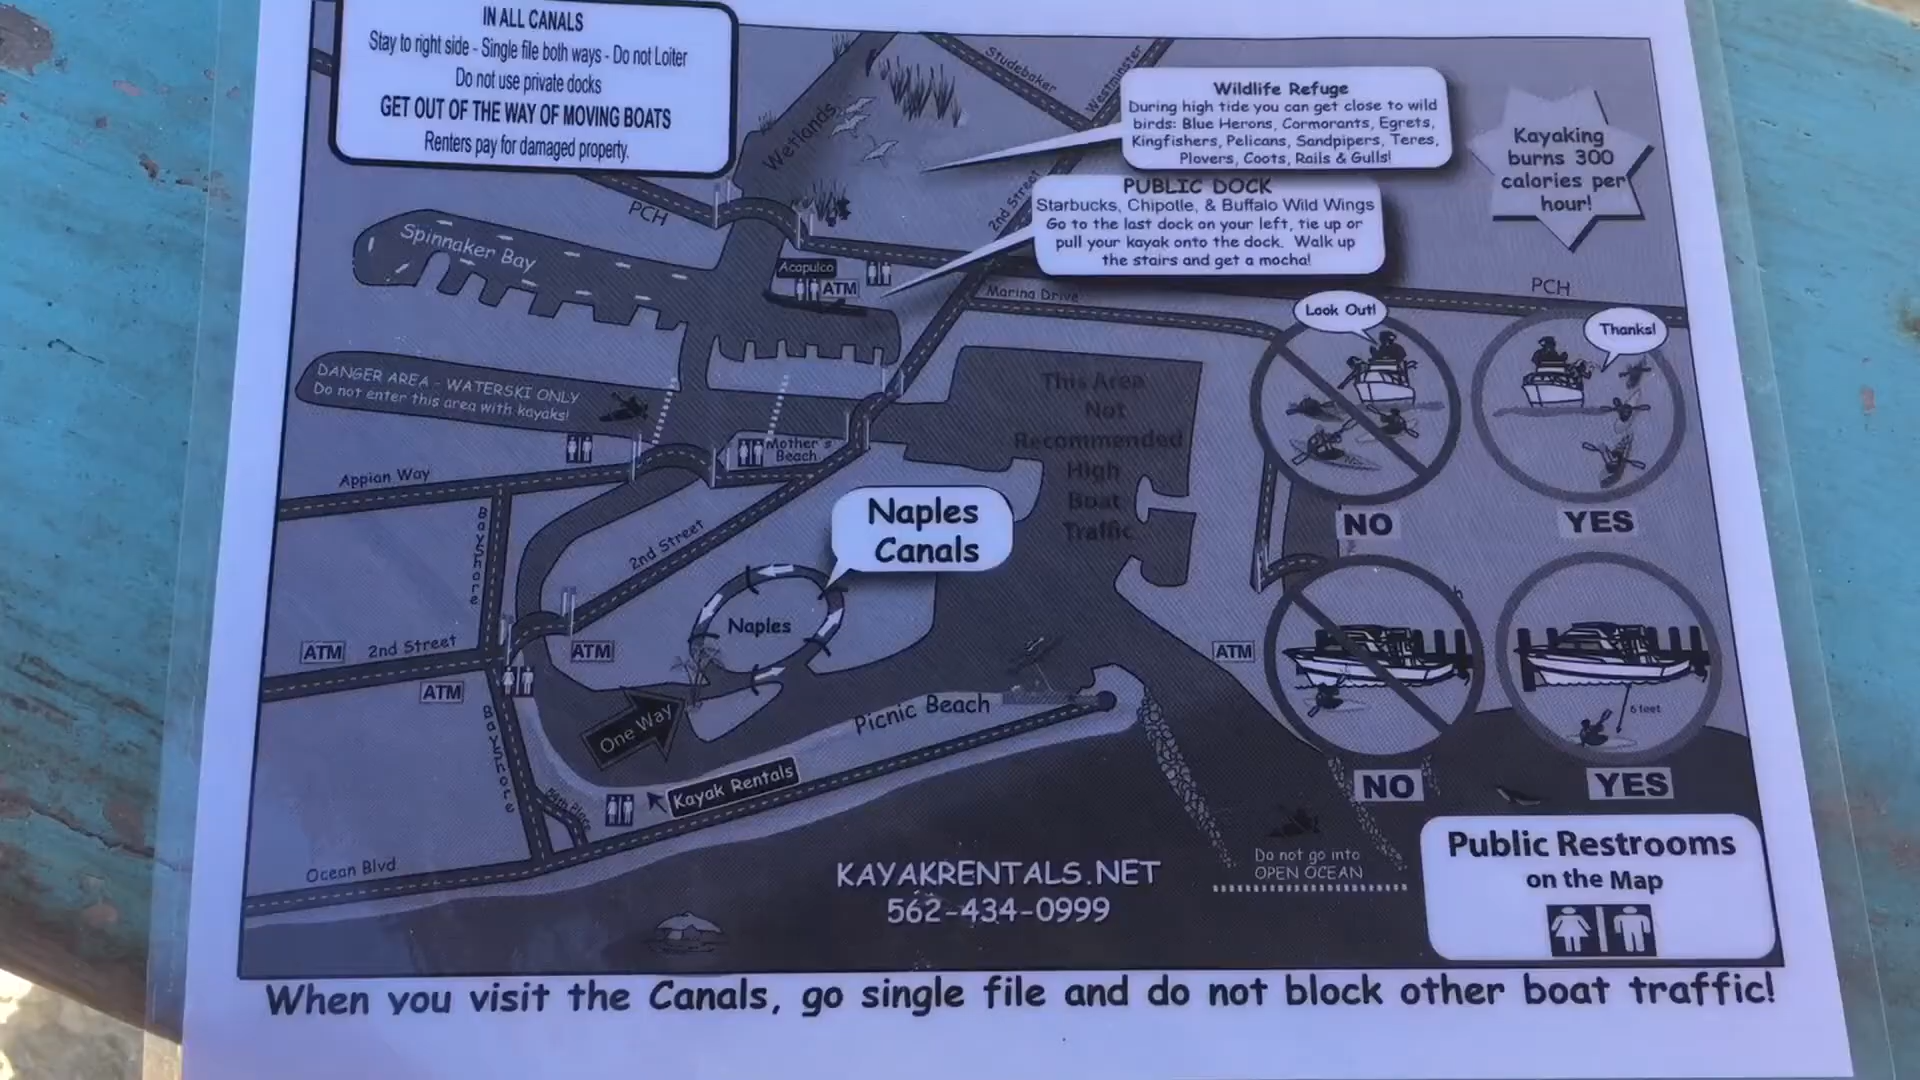 IN ALL CANALS
Stay to right side - Single file both ways - Do not Loiter
Do not use private docks
GET OUT OF THE WAY OF MOVING BOATS
Renters pay for damaged property.
Studebaker
Westminster
Wetlands
Wildlife Refuge
During high tide you can get close to wild
birds: Blue Herons, Cormorants, Egrets,
Kingfishers, Pelicans, Sandpipers, Teres,
Plovers, Coots, Rails & Gulls!
Kayaking
burns 300
calories per
hour!
PUBLIC DOCK
Starbucks, Chipotle, & Buffalo Wild Wings
Go to the last dock on your left, tie up or
pull your kayak onto the dock. Walk up
the stairs and get a mocha!
2nd Street
PCH
Spinnaker Bay
Acapulco
ATM
Marina Drive
PCH
Look Out!
Thanks!
DANGER AREA - WATERSKI ONLY
Do not enter this area with kayaks!
This Area
Not
Recommended
High
Boat
Traffic
Mother's
Beach
Appian Way
Bayshore
2nd Street
Naples
Canals
NO
YES
Naples
ATM
2nd Street
ATM
ATM
ATM
One Way
Picnic Beach
6 feet
Bayshore
Kayak Rentals
NO
YES
Ocean Blvd
KAYAKRENTALS.NET
562-434-0999
Do not go into
OPEN OCEAN
Public Restrooms
on the Map
When you visit the Canals, go single file and do not block other boat traffic!